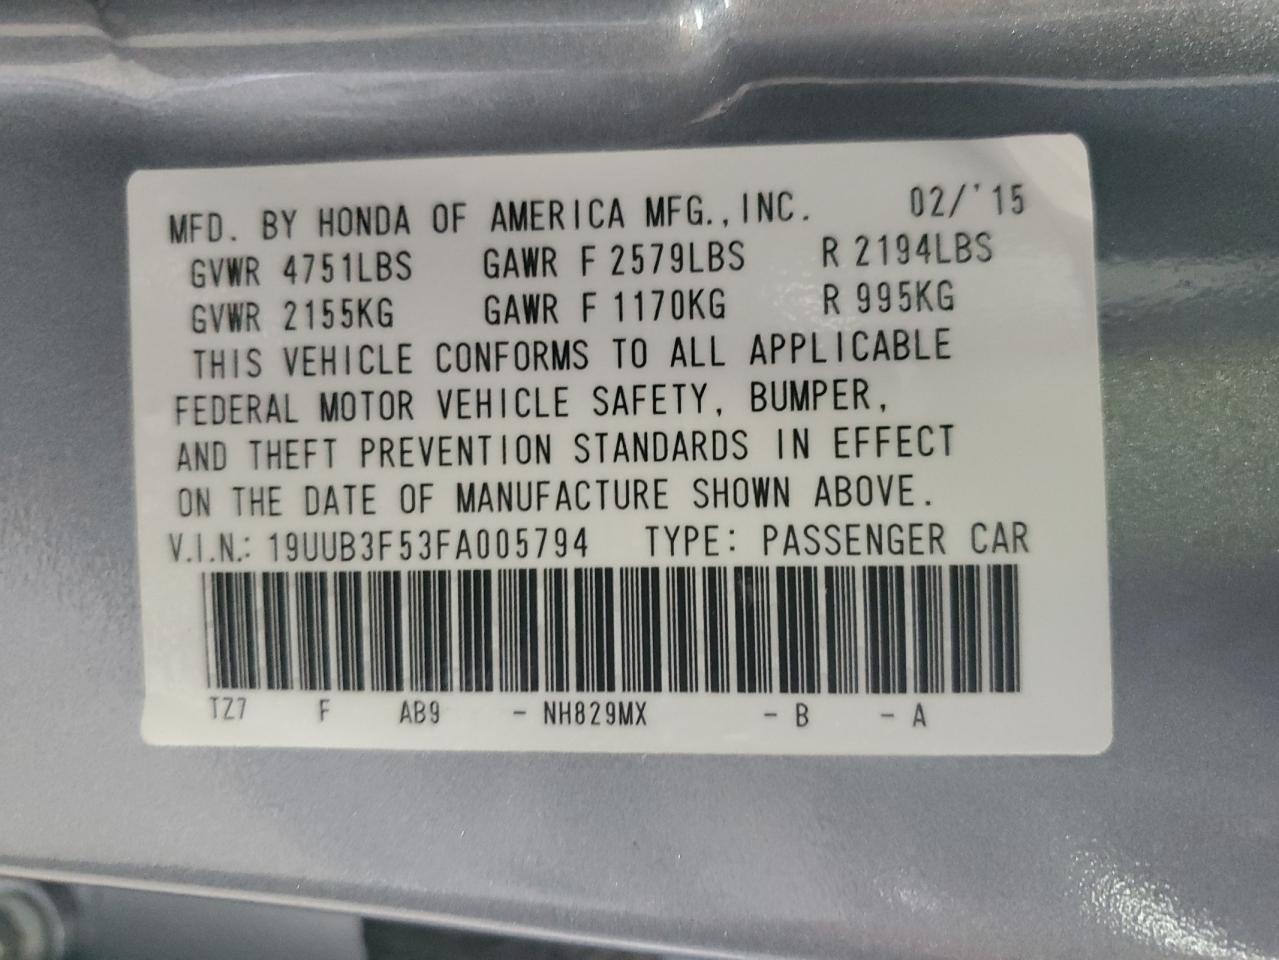 MFD. BY HONDA OF AMERICA MFG., INC. 02/'15
GVWR 4751LBS GAWR F 2579LBS R 2194LBS
GVWR 2155KG GAWR F 1170KG R 995KG
THIS VEHICLE CONFORMS TO ALL APPLICABLE
FEDERAL MOTOR VEHICLE SAFETY, BUMPER,
AND THEFT PREVENTION STANDARDS IN EFFECT
ON THE DATE OF MANUFACTURE SHOWN ABOVE.
V.I.N.: 19UUB3F53FA005794 TYPE: PASSENGER CAR
TZ7 F AB9 - NH829MX - B - A